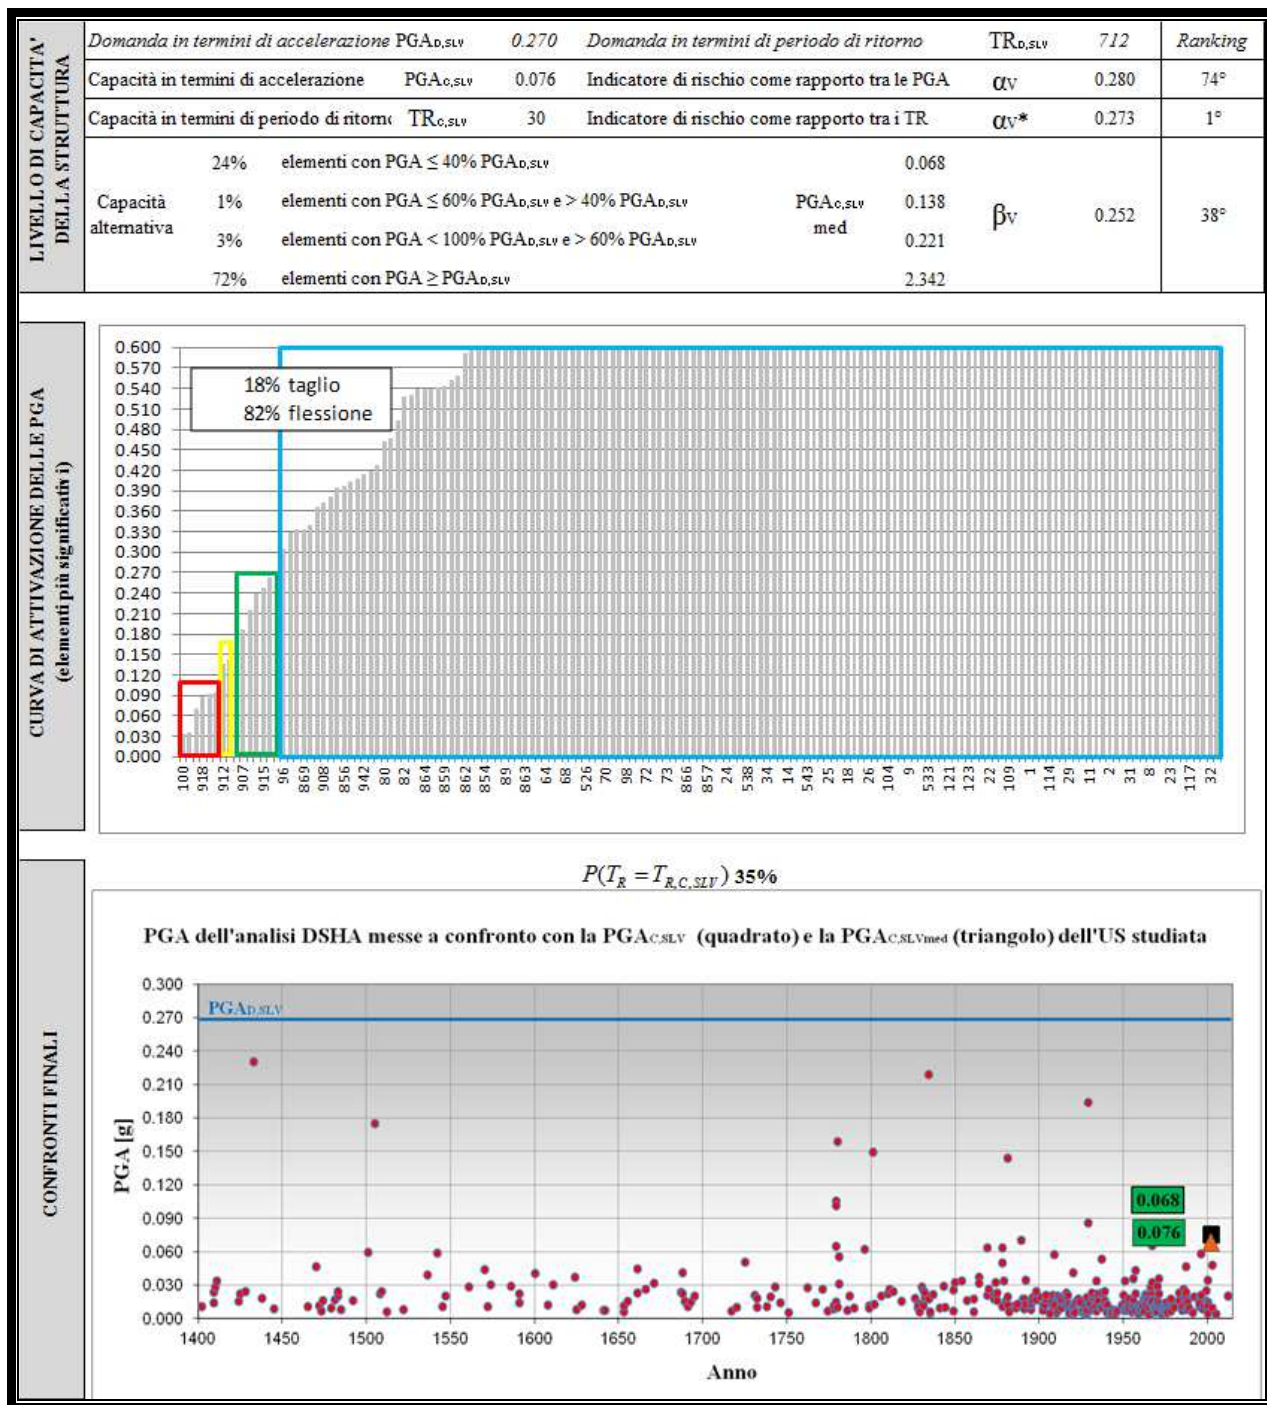 LIVELLO DI CAPACITA'
DELLA STRUTTURA
Domanda in termini di accelerazione PGAD,SLV 0.270 Domanda in termini di periodo di ritorno TRD,SLV 712 Ranking
Capacità in termini di accelerazione PGAC,SLV 0.076 Indicatore di rischio come rapporto tra le PGA αV 0.280 74°
Capacità in termini di periodo di ritorno TRC,SLV 30 Indicatore di rischio come rapporto tra i TR αV* 0.273 1°
Capacità
alternativa
24% elementi con PGA ≤ 40% PGAD,SLV 0.068
1% elementi con PGA ≤ 60% PGAD,SLV e > 40% PGAD,SLV 0.138
3% elementi con PGA < 100% PGAD,SLV e > 60% PGAD,SLV 0.221
72% elementi con PGA ≥ PGAD,SLV 2.342
PGAC,SLV
med
βV 0.252 38°
CURVA DI ATTIVAZIONE DELLE PGA
(elementi più significativi)
0.600
0.570
0.540
0.510
0.480
0.450
0.420
0.390
0.360
0.330
0.300
0.270
0.240
0.210
0.180
0.150
0.120
0.090
0.060
0.030
0.000
18% taglio
82% flessione
100 918 912 907 915 96 869 908 856 942 80 82 864 859 862 854 89 863 64 68 526 70 98 72 73 866 857 24 538 34 14 543 25 18 26 104 9 533 121 123 22 109 1 114 29 11 2 31 8 23 117 32
CONFRONTI FINALI
P(TR = TR,C,SLV) 35%
PGA dell'analisi DSHA messe a confronto con la PGAC,SLV (quadrato) e la PGAC,SLVmed (triangolo) dell'US studiata
PGA [g]
0.300
0.270
0.240
0.210
0.180
0.150
0.120
0.090
0.060
0.030
0.000
PGAD,SLV
0.068
0.076
1400 1450 1500 1550 1600 1650 1700 1750 1800 1850 1900 1950 2000
Anno